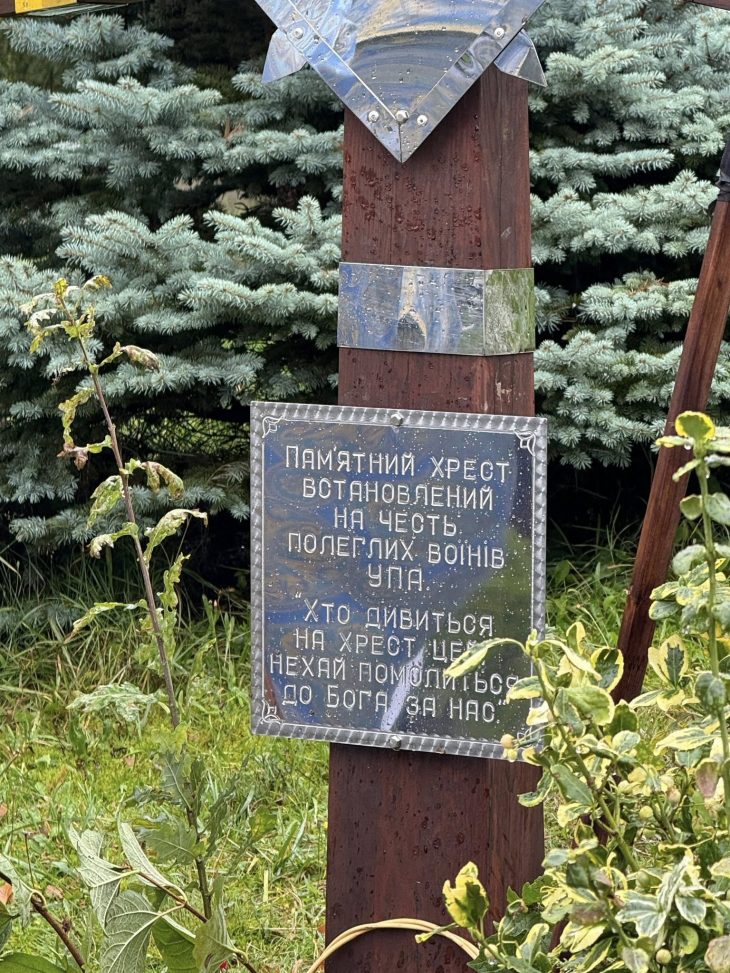 ПАМ'ЯТНИЙ ХРЕСТ
ВСТАНОВЛЕНИЙ
НА ЧЕСТЬ
ПОЛЕГЛИХ ВОЇНІВ
УПА.
"ХТО ДИВИТЬСЯ
НА ХРЕСТ ЦЕЙ
НЕХАЙ ПОМОЛИТЬСЯ
ДО БОГА ЗА НАС."